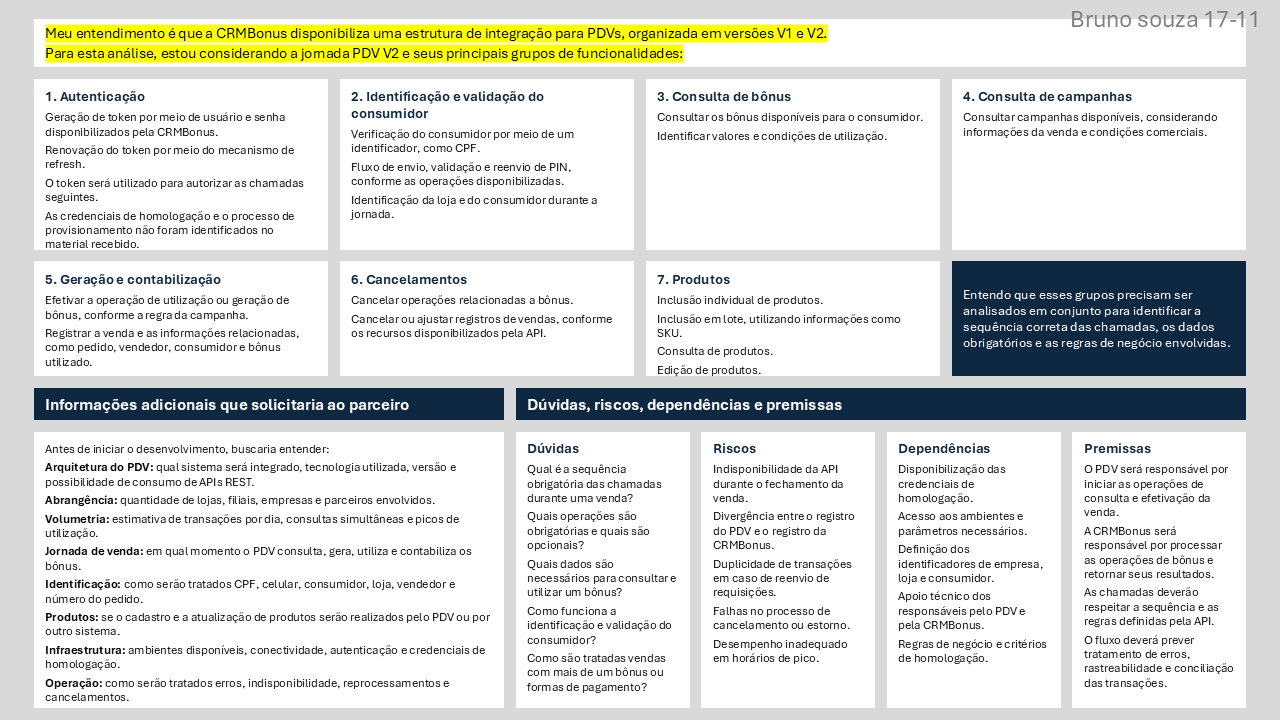 Bruno souza 17-11
Meu entendimento é que a CRMBonus disponibiliza uma estrutura de integração para PDVs, organizada em versões V1 e V2.
Para esta análise, estou considerando a jornada PDV V2 e seus principais grupos de funcionalidades:
1. Autenticação
Geração de token por meio de usuário e senha
disponibilizados pela CRMBonus.
Renovação do token por meio do mecanismo de
refresh.
O token será utilizado para autorizar as chamadas
seguintes.
As credenciais de homologação e o processo de
provisionamento não foram identificados no
material recebido.
2. Identificação e validação do
consumidor
Verificação do consumidor por meio de um
identificador, como CPF.
Fluxo de envio, validação e reenvio de PIN,
conforme as operações disponibilizadas.
Identificação da loja e do consumidor durante a
jornada.
3. Consulta de bônus
Consultar os bônus disponíveis para o consumidor.
Identificar valores e condições de utilização.
4. Consulta de campanhas
Consultar campanhas disponíveis, considerando
informações da venda e condições comerciais.
5. Geração e contabilização
Efetivar a operação de utilização ou geração de
bônus, conforme a regra da campanha.
Registrar a venda e as informações relacionadas,
como pedido, vendedor, consumidor e bônus
utilizado.
6. Cancelamentos
Cancelar operações relacionadas a bônus.
Cancelar ou ajustar registros de vendas, conforme
os recursos disponibilizados pela API.
7. Produtos
Inclusão individual de produtos.
Inclusão em lote, utilizando informações como
SKU.
Consulta de produtos.
Edição de produtos.
Entendo que esses grupos precisam ser
analisados em conjunto para identificar a
sequência correta das chamadas, os dados
obrigatórios e as regras de negócio envolvidas.
Informações adicionais que solicitaria ao parceiro
Antes de iniciar o desenvolvimento, buscaria entender:
Arquitetura do PDV: qual sistema será integrado, tecnologia utilizada, versão e
possibilidade de consumo de APIs REST.
Abrangência: quantidade de lojas, filiais, empresas e parceiros envolvidos.
Volumetria: estimativa de transações por dia, consultas simultâneas e picos de
utilização.
Jornada de venda: em qual momento o PDV consulta, gera, utiliza e contabiliza os
bônus.
Identificação: como serão tratados CPF, celular, consumidor, loja, vendedor e
número do pedido.
Produtos: se o cadastro e a atualização de produtos serão realizados pelo PDV ou por
outro sistema.
Infraestrutura: ambientes disponíveis, conectividade, autenticação e credenciais de
homologação.
Operação: como serão tratados erros, indisponibilidade, reprocessamentos e
cancelamentos.
Dúvidas, riscos, dependências e premissas
Dúvidas
Qual é a sequência
obrigatória das chamadas
durante uma venda?
Quais operações são
obrigatórias e quais são
opcionais?
Quais dados são
necessários para consultar e
utilizar um bônus?
Como funciona a
identificação e validação do
consumidor?
Como são tratadas vendas
com mais de um bônus ou
formas de pagamento?
Riscos
Indisponibilidade da API
durante o fechamento da
venda.
Divergência entre o registro
do PDV e o registro da
CRMBonus.
Duplicidade de transações
em caso de reenvio de
requisições.
Falhas no processo de
cancelamento ou estorno.
Desempenho inadequado
em horários de pico.
Dependências
Disponibilização das
credenciais de
homologação.
Acesso aos ambientes e
parâmetros necessários.
Definição dos
identificadores de empresa,
loja e consumidor.
Apoio técnico dos
responsáveis pelo PDV e
pela CRMBonus.
Regras de negócio e critérios
de homologação.
Premissas
O PDV será responsável por
iniciar as operações de
consulta e efetivação da
venda.
A CRMBonus será
responsável por processar
as operações de bônus e
retornar seus resultados.
As chamadas deverão
respeitar a sequência e as
regras definidas pela API.
O fluxo deverá prever
tratamento de erros,
rastreabilidade e conciliação
das transações.